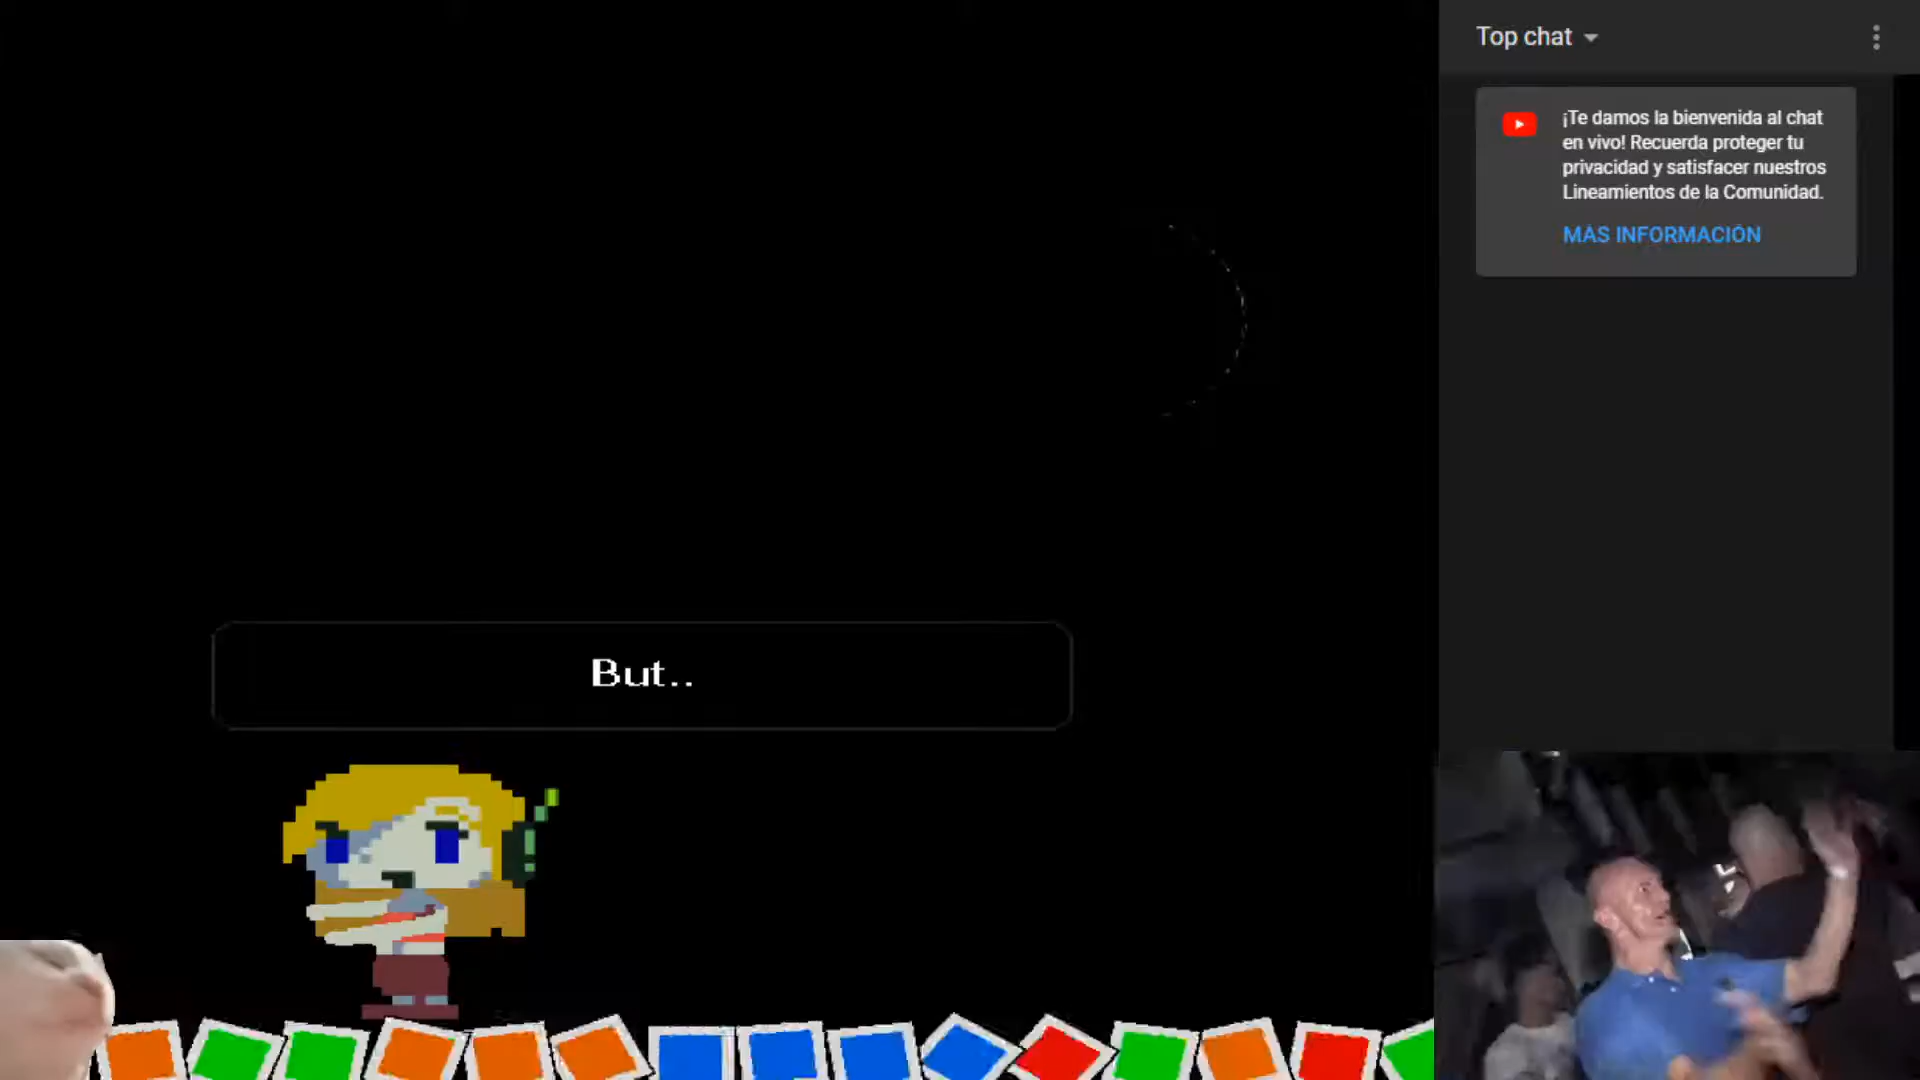 Top chat
¡Te damos la bienvenida al chat
en vivo! Recuerda proteger tu
privacidad y satisfacer nuestros
Lineamientos de la Comunidad.
MÁS INFORMACIÓN
But..